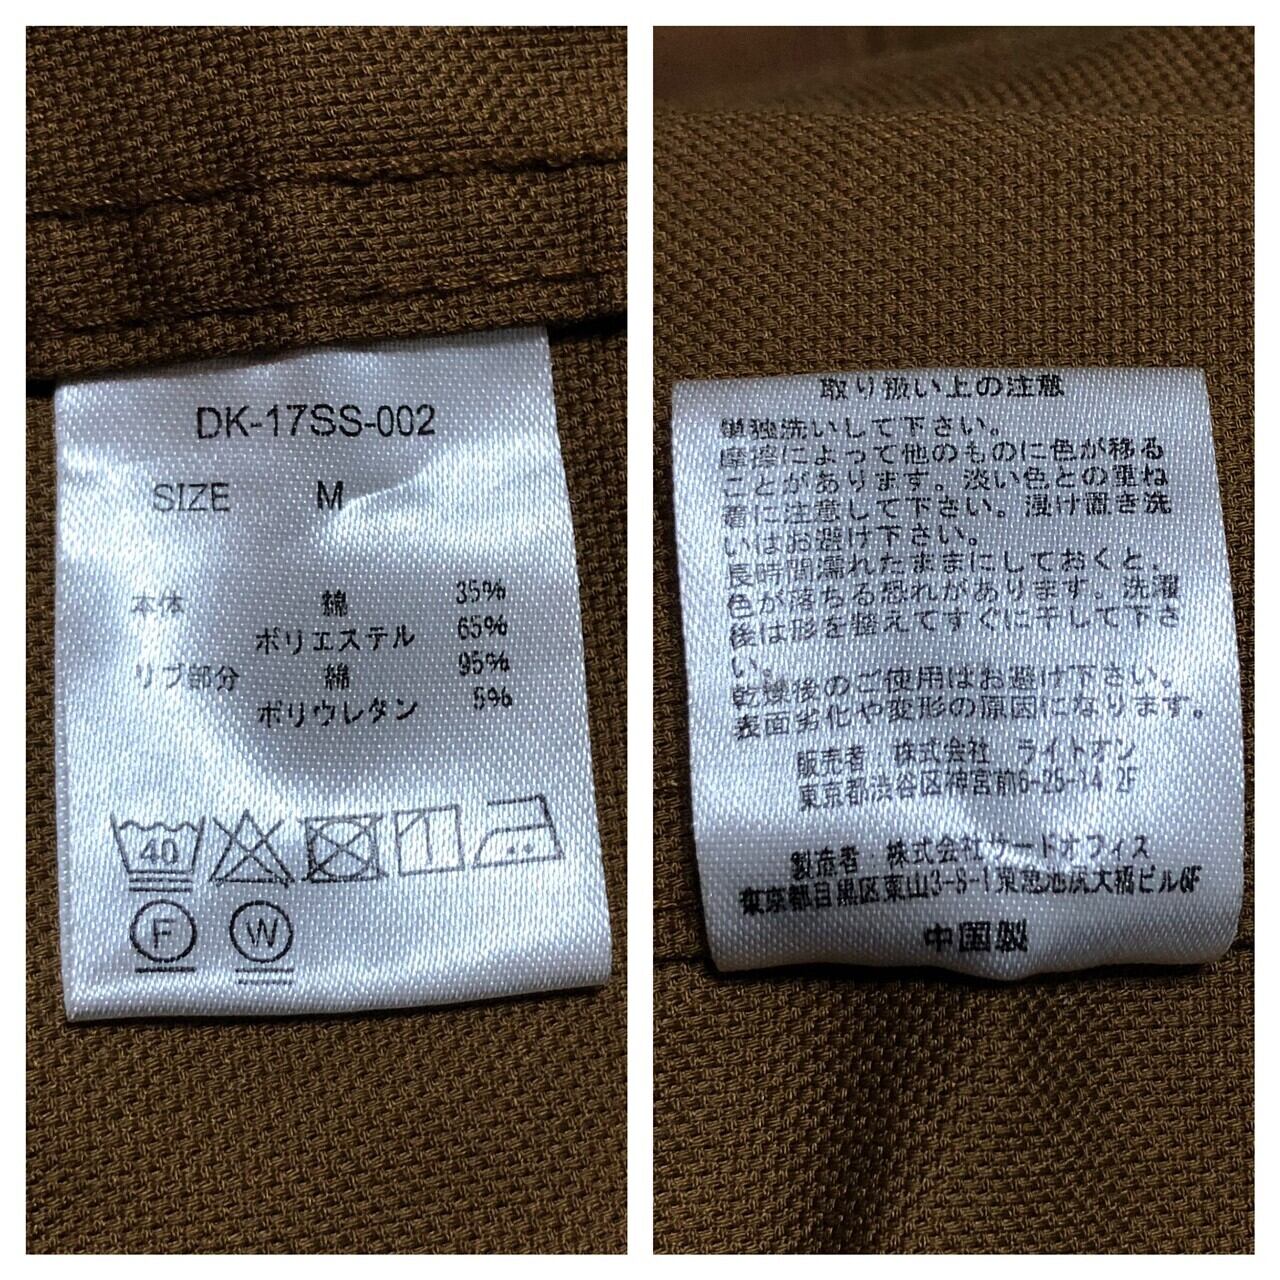 DK-17SS-002
SIZE M
本体 綿 35%
ポリエステル 65%
リブ部分 綿 95%
ポリウレタン 5%
40
F W
取り扱い上の注意
単独洗いして下さい。
摩擦によって他のものに色が移る
ことがあります。淡い色との重ね
着に注意して下さい。浸け置き洗
いはお避け下さい。
長時間濡れたままにしておくと、
色が落ちる恐れがあります。洗濯
後は形を整えてすぐに干して下さ
い。
乾燥後のご使用はお避け下さい。
表面劣化や変形の原因になります。
販売者 株式会社 ライトオン
東京都渋谷区神宮前6-25-14 2F
製造者：株式会社サードオフィス
東京都目黒区東山3-8-1東急池尻大橋ビル6F
中国製